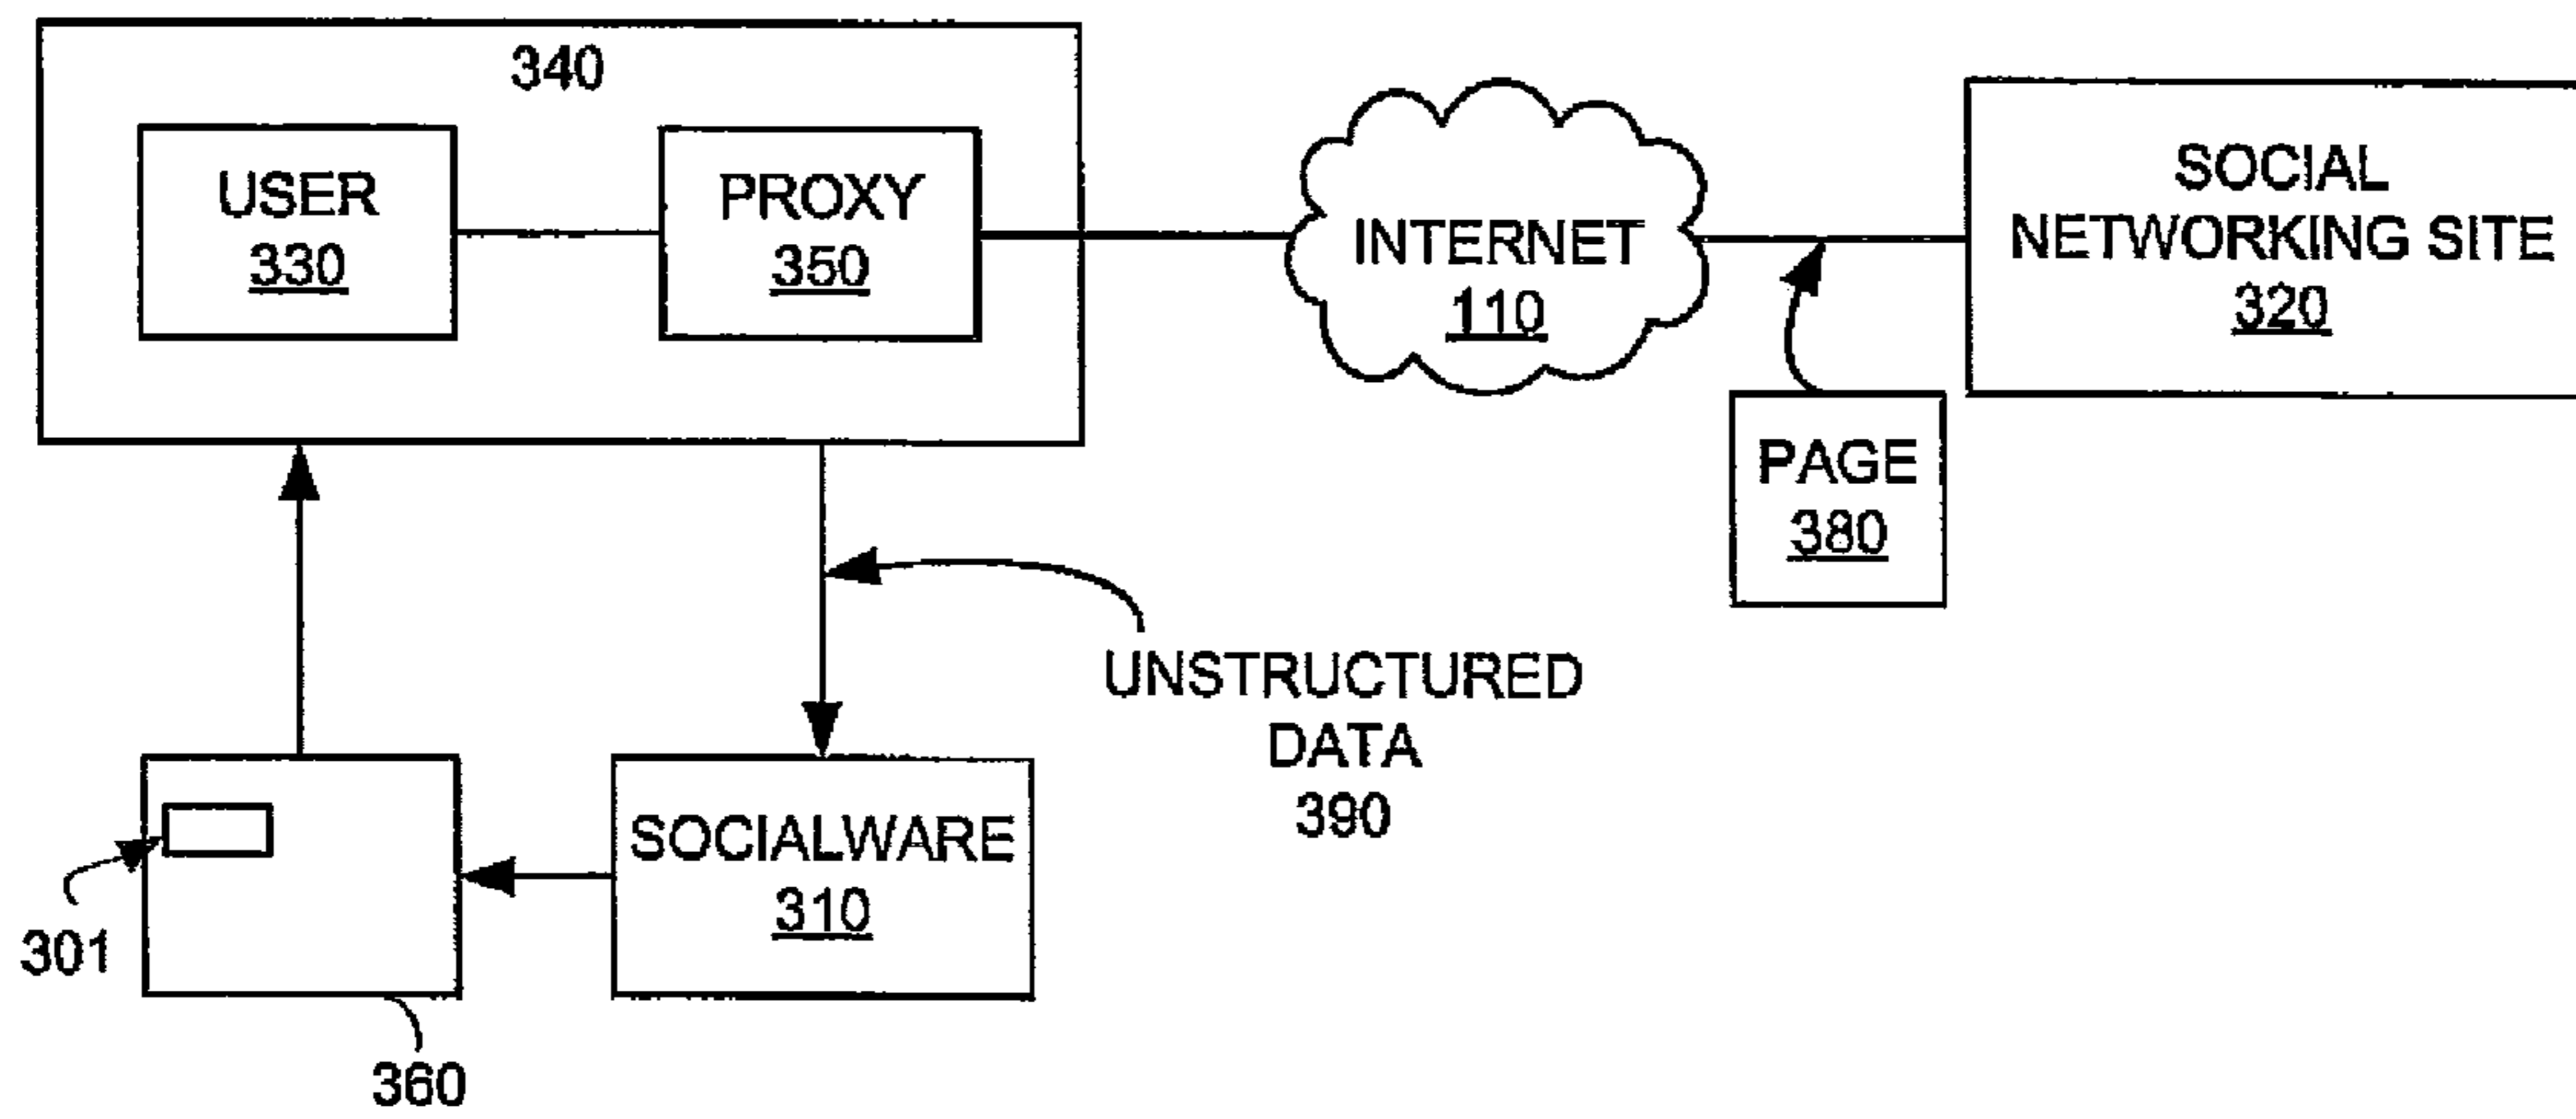 340
USER
330
PROXY
350
INTERNET
110
SOCIAL
NETWORKING SITE
320
PAGE
380
UNSTRUCTURED
DATA
390
SOCIALWARE
310
301
360